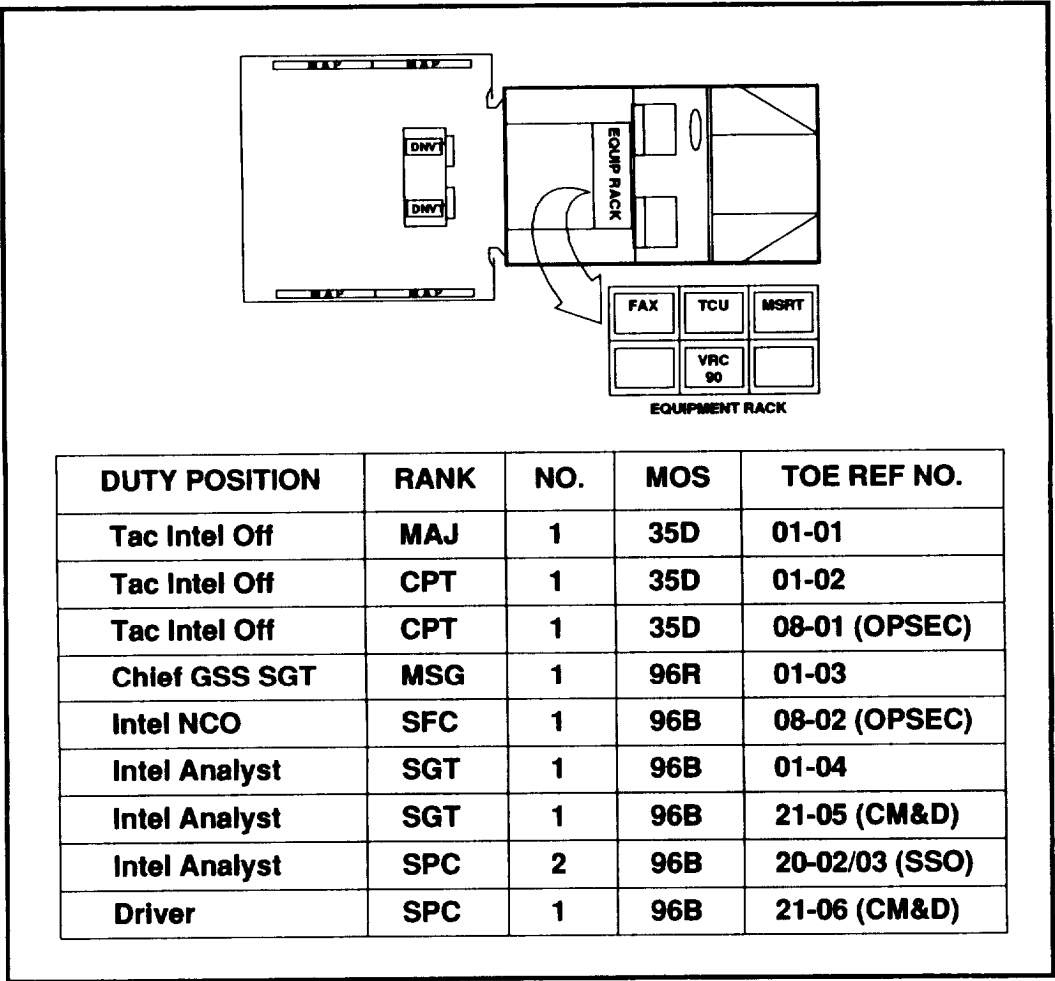 MAP MAP
DNVT
DNVT
EQUIP RACK
MAP MAP
FAX TCU MSRT
VRC
90
EQUIPMENT RACK
DUTY POSITION RANK NO. MOS TOE REF NO.
Tac Intel Off MAJ 1 35D 01-01
Tac Intel Off CPT 1 35D 01-02
Tac Intel Off CPT 1 35D 08-01 (OPSEC)
Chief GSS SGT MSG 1 96R 01-03
Intel NCO SFC 1 96B 08-02 (OPSEC)
Intel Analyst SGT 1 96B 01-04
Intel Analyst SGT 1 96B 21-05 (CM&D)
Intel Analyst SPC 2 96B 20-02/03 (SSO)
Driver SPC 1 96B 21-06 (CM&D)